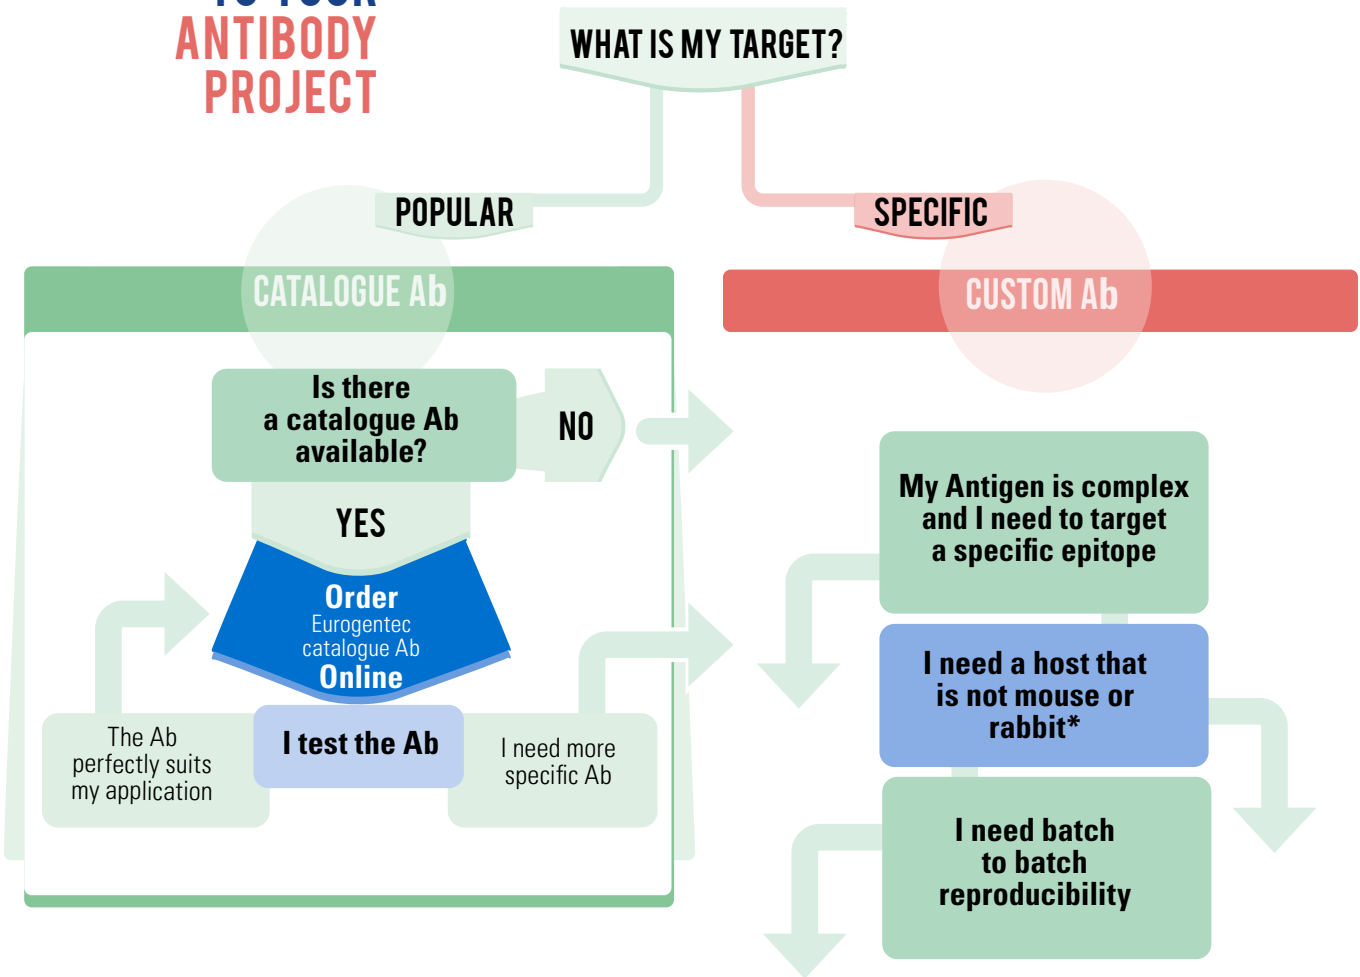 TO YOUR
ANTIBODY
PROJECT
WHAT IS MY TARGET?
POPULAR
SPECIFIC
CATALOGUE Ab
CUSTOM Ab
Is there
a catalogue Ab
available?
NO
YES
Order
Eurogentec
catalogue Ab
Online
The Ab
perfectly suits
my application
I test the Ab
I need more
specific Ab
My Antigen is complex
and I need to target
a specific epitope
I need a host that
is not mouse or
rabbit*
I need batch
to batch
reproducibility